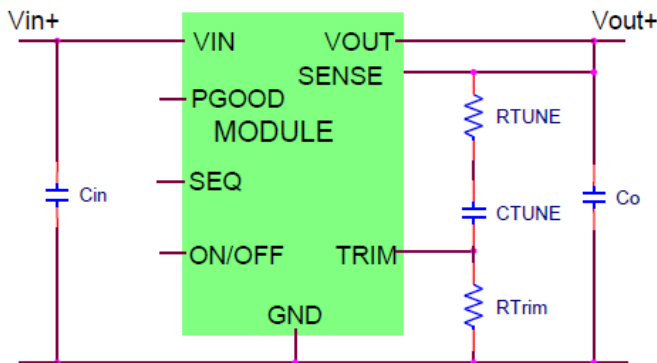 Vin+ Vout+
VIN VOUT
SENSE
PGOOD RTUNE
MODULE
SEQ
Cin CTUNE Co
ON/OFF TRIM
RTrim
GND